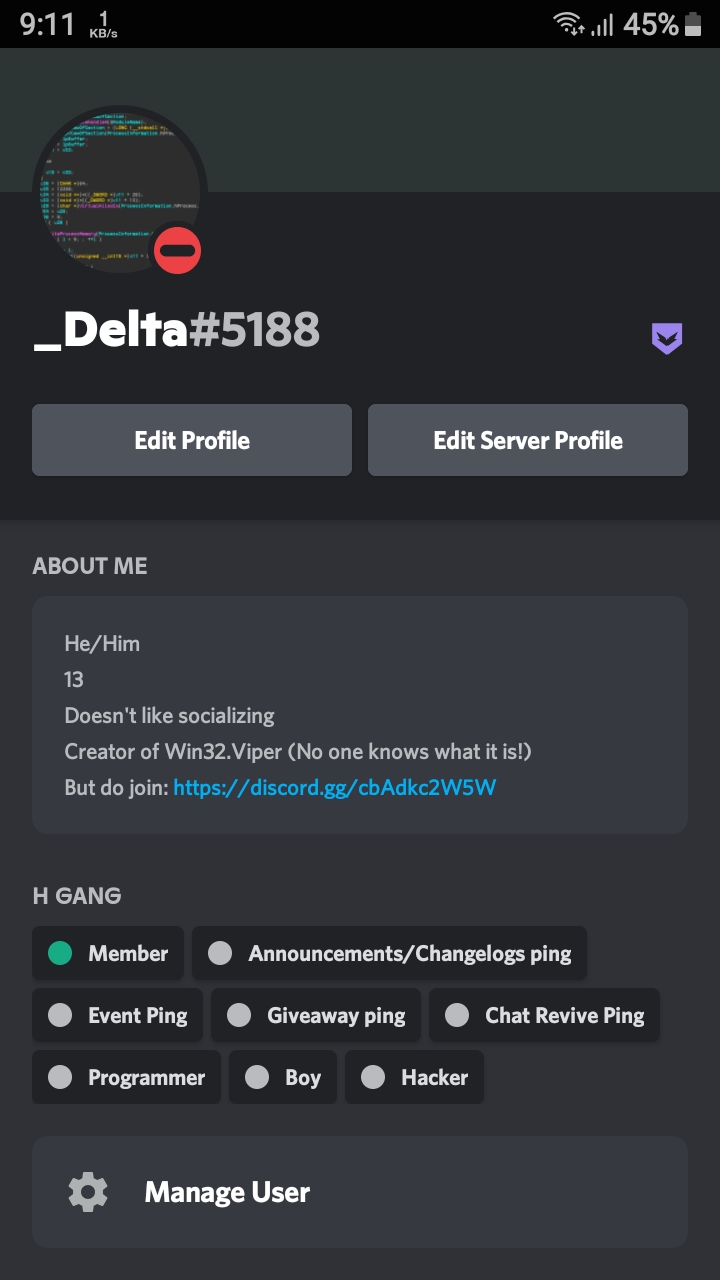 9:11 1 KB/s 45%
_Delta#5188
Edit Profile Edit Server Profile
ABOUT ME
He/Him
13
Doesn't like socializing
Creator of Win32.Viper (No one knows what it is!)
But do join: https://discord.gg/cbAdkc2W5W
H GANG
Member Announcements/Changelogs ping
Event Ping Giveaway ping Chat Revive Ping
Programmer Boy Hacker
Manage User